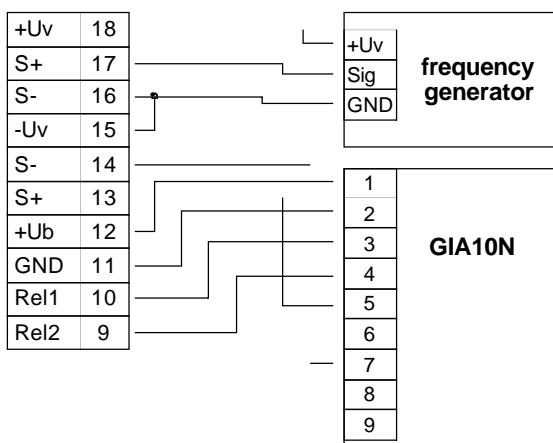 +Uv 18
S+ 17
S- 16
-Uv 15
S- 14
S+ 13
+Ub 12
GND 11
Rel1 10
Rel2 9
+Uv
Sig
GND
frequency
generator
1
2
3
4
5
6
7
8
9
GIA10N